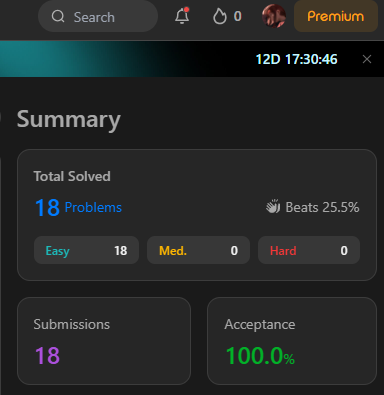 Search 0 Premium
12D 17:30:46
Summary
Total Solved
18 Problems Beats 25.5%
Easy 18 Med. 0 Hard 0
Submissions Acceptance
18 100.0%